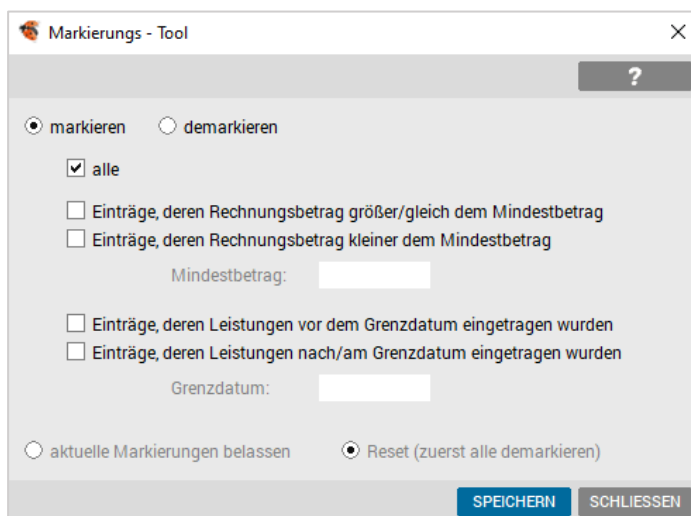 Markierungs - Tool
?
markieren demarkieren
alle
Einträge, deren Rechnungsbetrag größer/gleich dem Mindestbetrag
Einträge, deren Rechnungsbetrag kleiner dem Mindestbetrag
Mindestbetrag:
Einträge, deren Leistungen vor dem Grenzdatum eingetragen wurden
Einträge, deren Leistungen nach/am Grenzdatum eingetragen wurden
Grenzdatum:
aktuelle Markierungen belassen Reset (zuerst alle demarkieren)
SPEICHERN SCHLIESSEN